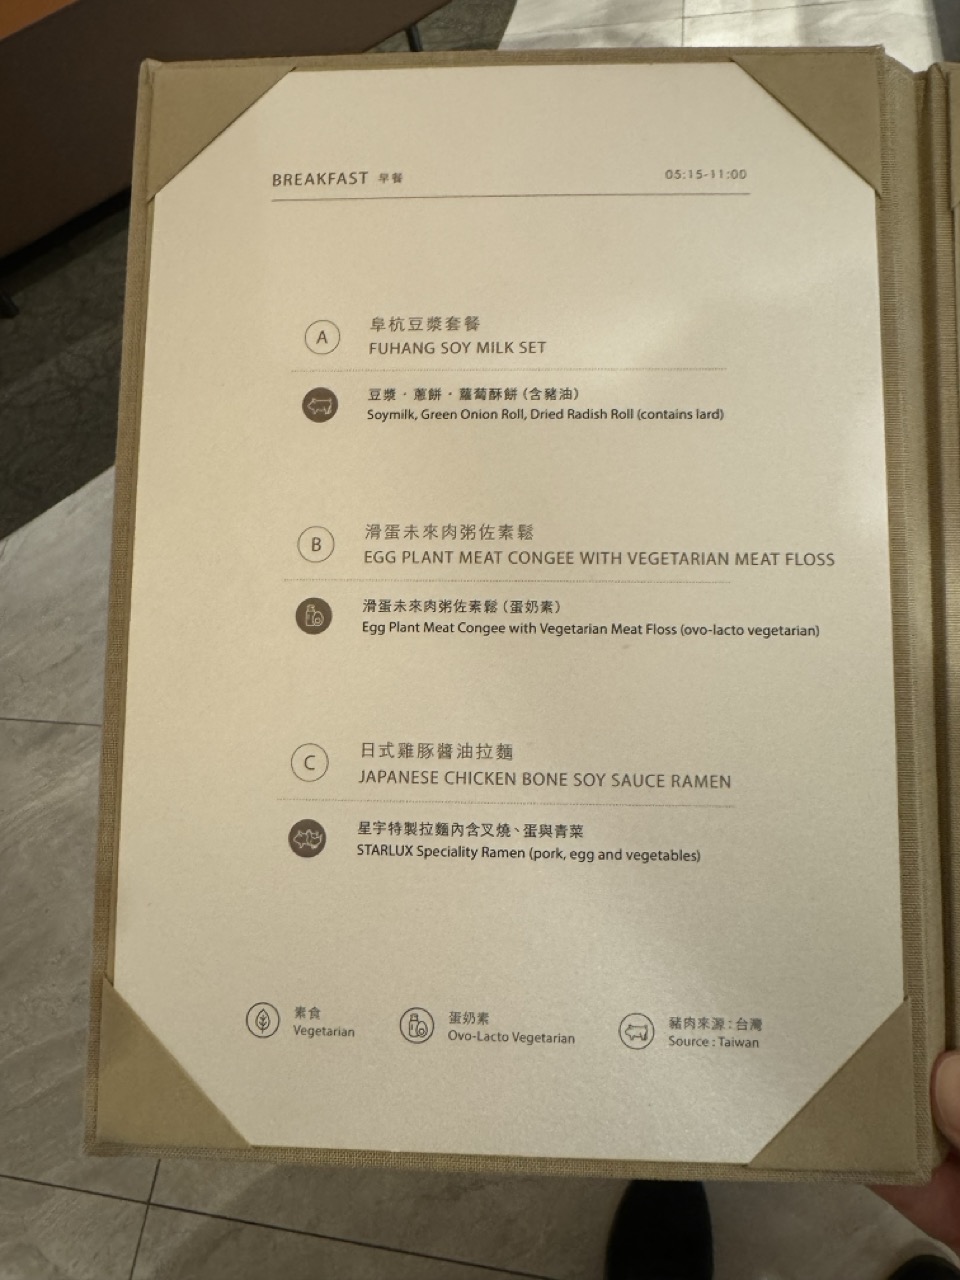 BREAKFAST 早餐 05:15-11:00
A
阜杭豆漿套餐
FUHANG SOY MILK SET
豆漿・蔥餅・蘿蔔酥餅（含豬油）
Soymilk, Green Onion Roll, Dried Radish Roll (contains lard)
B
滑蛋未來肉粥佐素鬆
EGG PLANT MEAT CONGEE WITH VEGETARIAN MEAT FLOSS
滑蛋未來肉粥佐素鬆（蛋奶素）
Egg Plant Meat Congee with Vegetarian Meat Floss (ovo-lacto vegetarian)
C
日式雞豚醬油拉麵
JAPANESE CHICKEN BONE SOY SAUCE RAMEN
星宇特製拉麵內含叉燒、蛋與青菜
STARLUX Speciality Ramen (pork, egg and vegetables)
素食
Vegetarian
蛋奶素
Ovo-Lacto Vegetarian
豬肉來源：台灣
Source : Taiwan